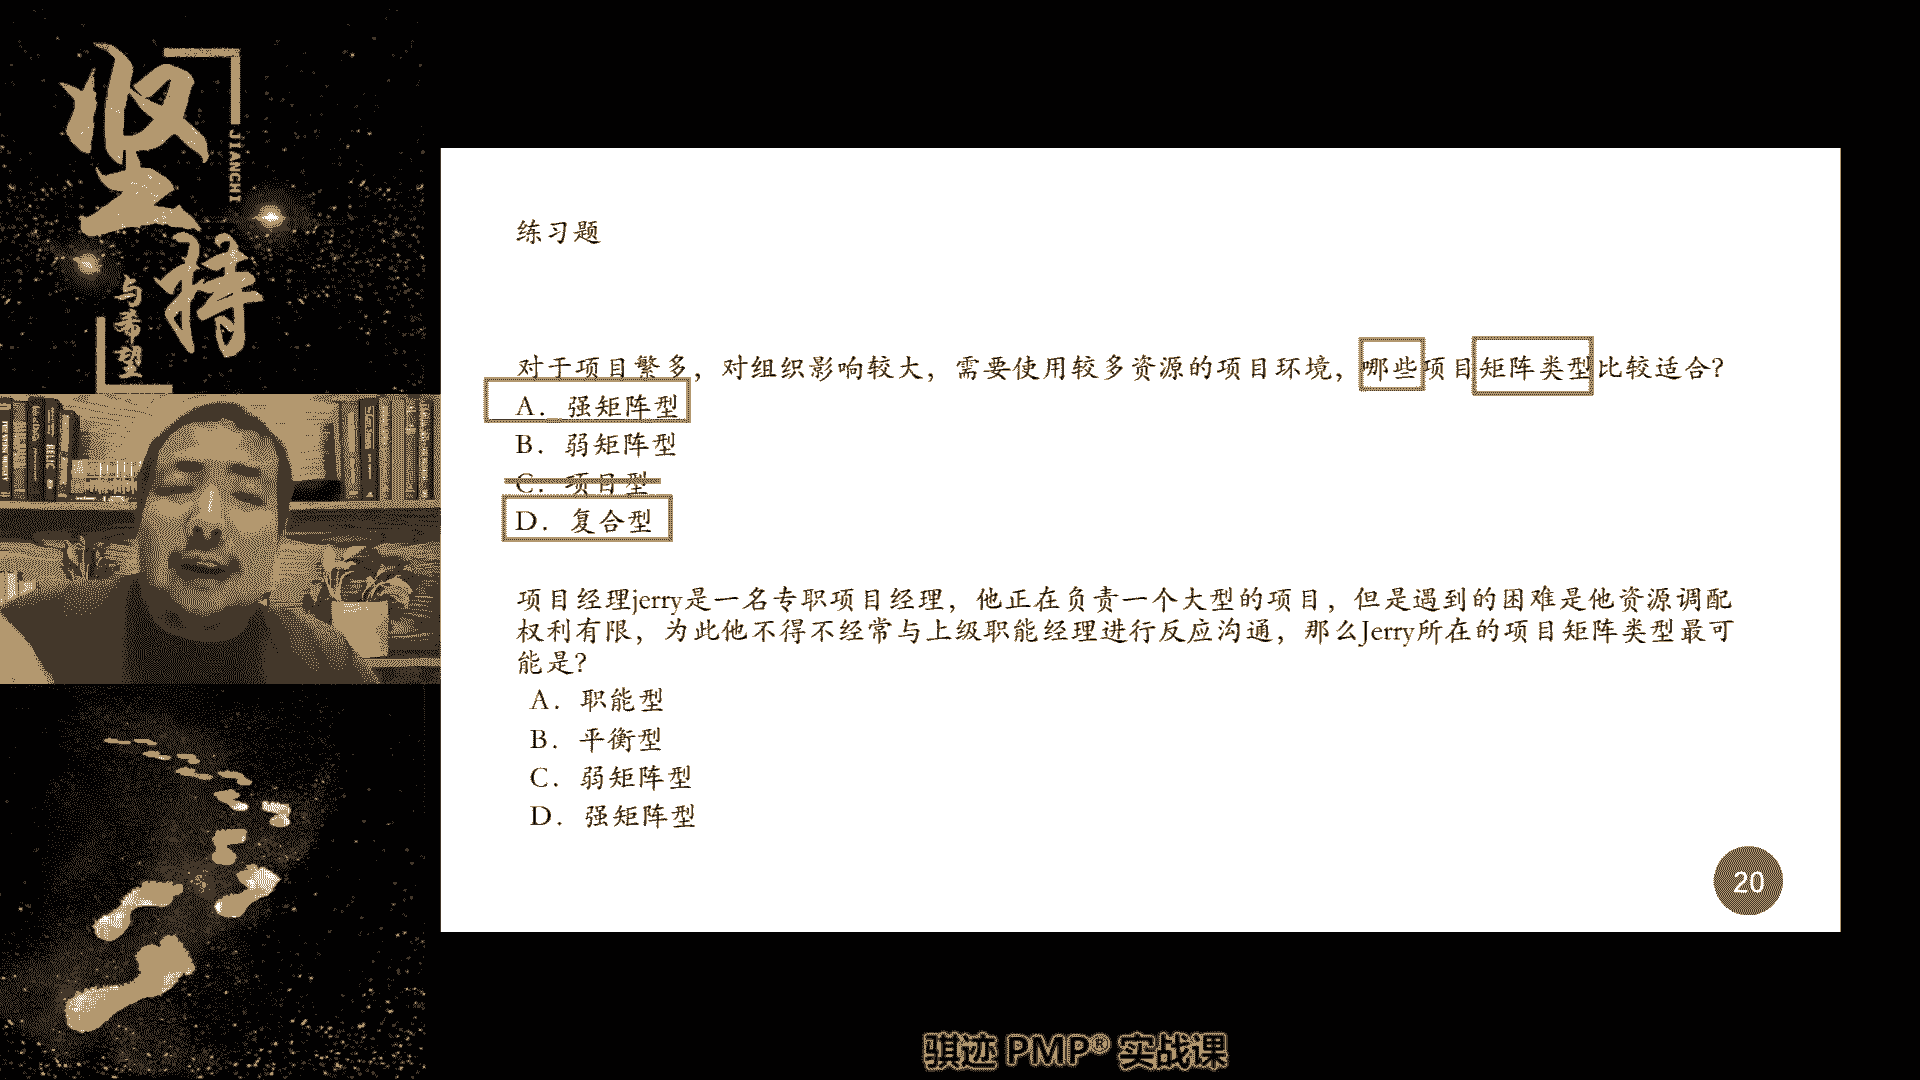 坚持
JIANCHI
与希望
练习题
对于项目繁多，对组织影响较大，需要使用较多资源的项目环境，哪些项目矩阵类型比较适合？
A. 强矩阵型
B. 弱矩阵型
C. 项目型
D. 复合型
项目经理jerry是一名专职项目经理，他正在负责一个大型的项目，但是遇到的困难是他资源调配
权利有限，为此他不得不经常与上级职能经理进行反应沟通，那么Jerry所在的项目矩阵类型最可
能是？
A. 职能型
B. 平衡型
C. 弱矩阵型
D. 强矩阵型
20
骐迹 PMP® 实战课